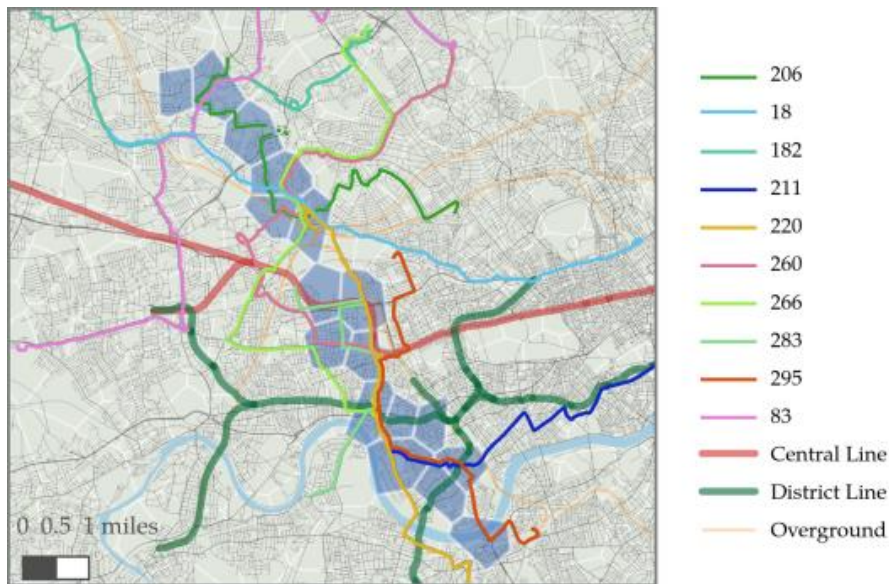 206
18
182
211
220
260
266
283
295
83
Central Line
District Line
Overground
0 0.5 1 miles